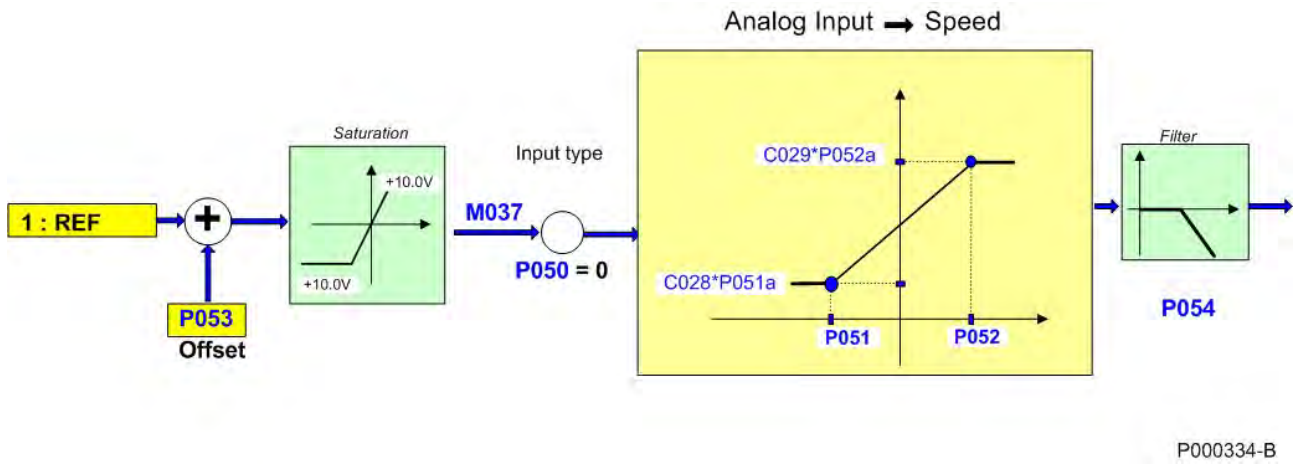 Analog Input → Speed
Saturation
+10.0V
+10.0V
Input type
M037
P050 = 0
1 : REF
+
P053
Offset
C029*P052a
C028*P051a
P051
P052
Filter
P054
P000334-B